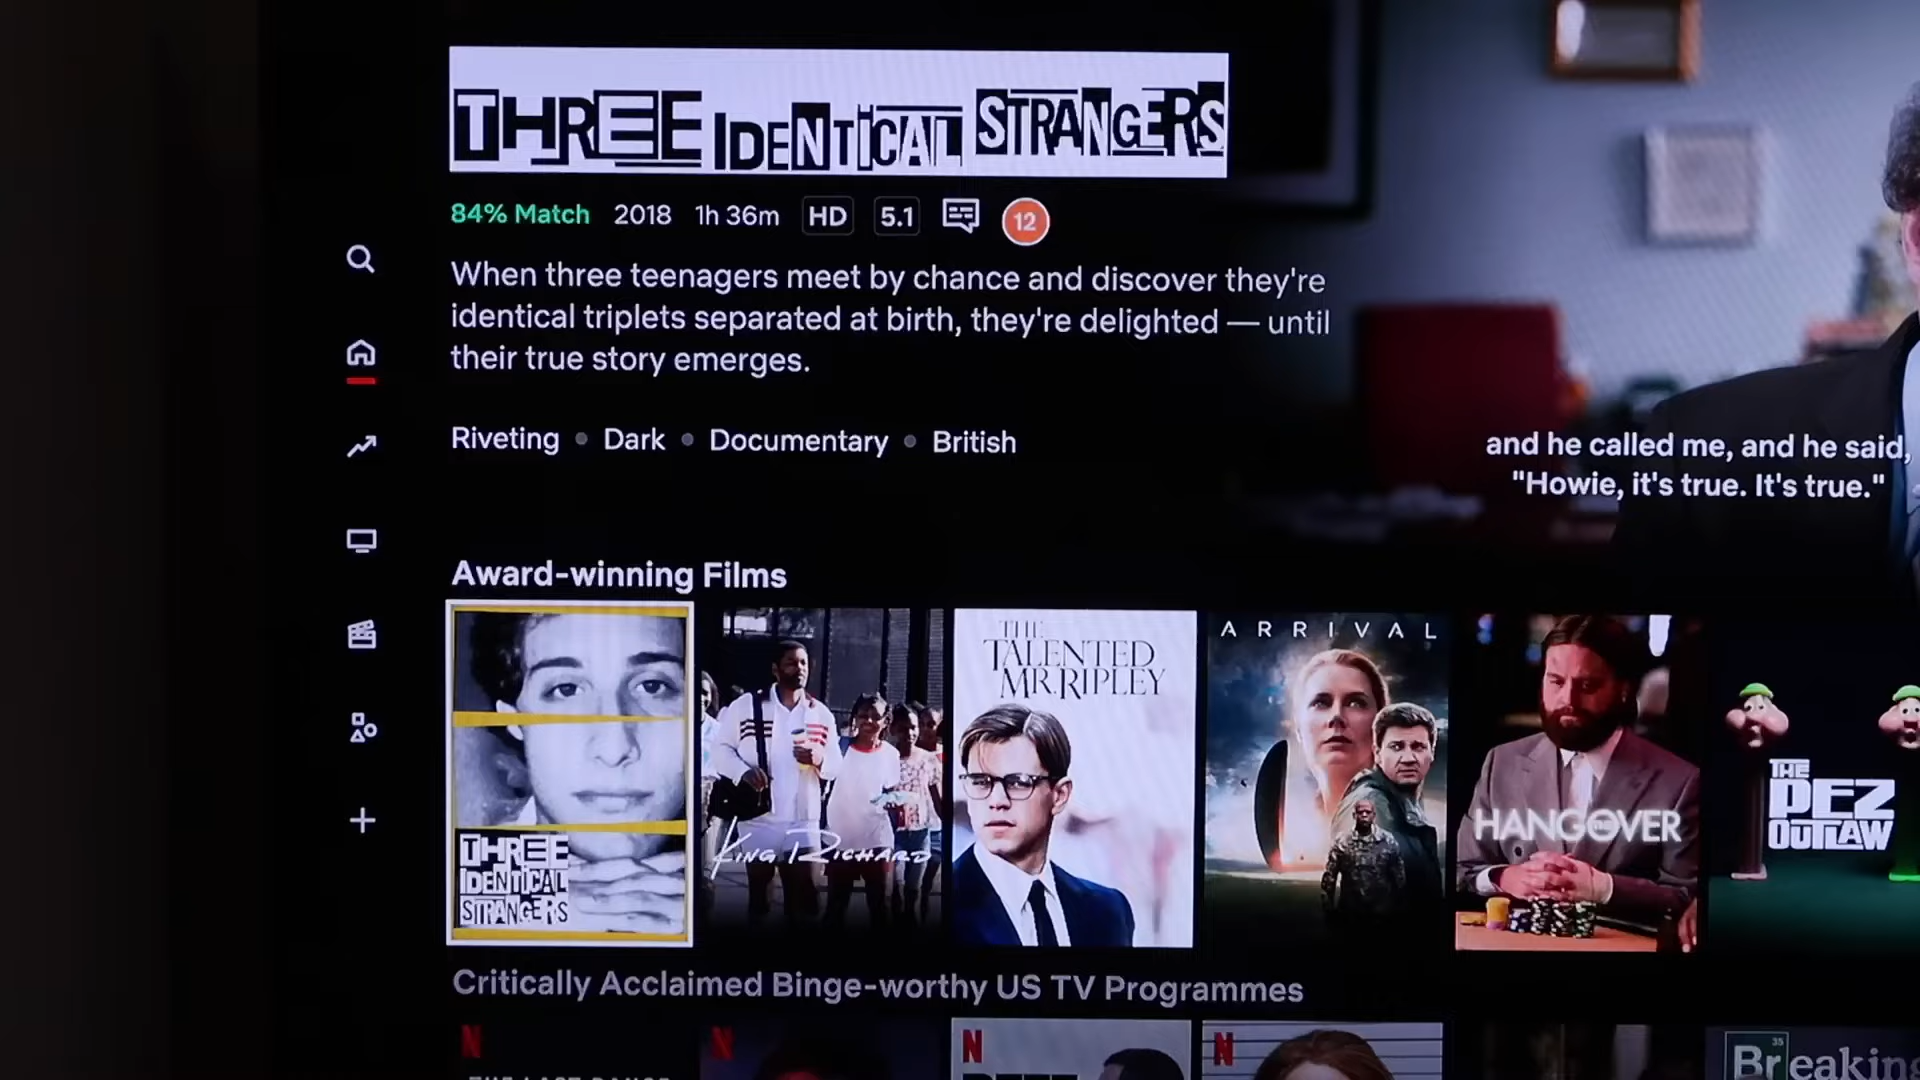 THREE IDENTICAL STRANGERS
84% Match 2018 1h 36m HD 5.1 12
When three teenagers meet by chance and discover they're
identical triplets separated at birth, they're delighted — until
their true story emerges.
Riveting • Dark • Documentary • British
and he called me, and he said,
"Howie, it's true. It's true."
Award-winning Films
THREE
IDENTICAL
STRANGERS
KING RICHARD
THE
TALENTED
MR. RIPLEY
ARRIVAL
THE HANGOVER
THE
PEZ
OUTLAW
Critically Acclaimed Binge-worthy US TV Programmes
N
N
N
N
35
Breaking